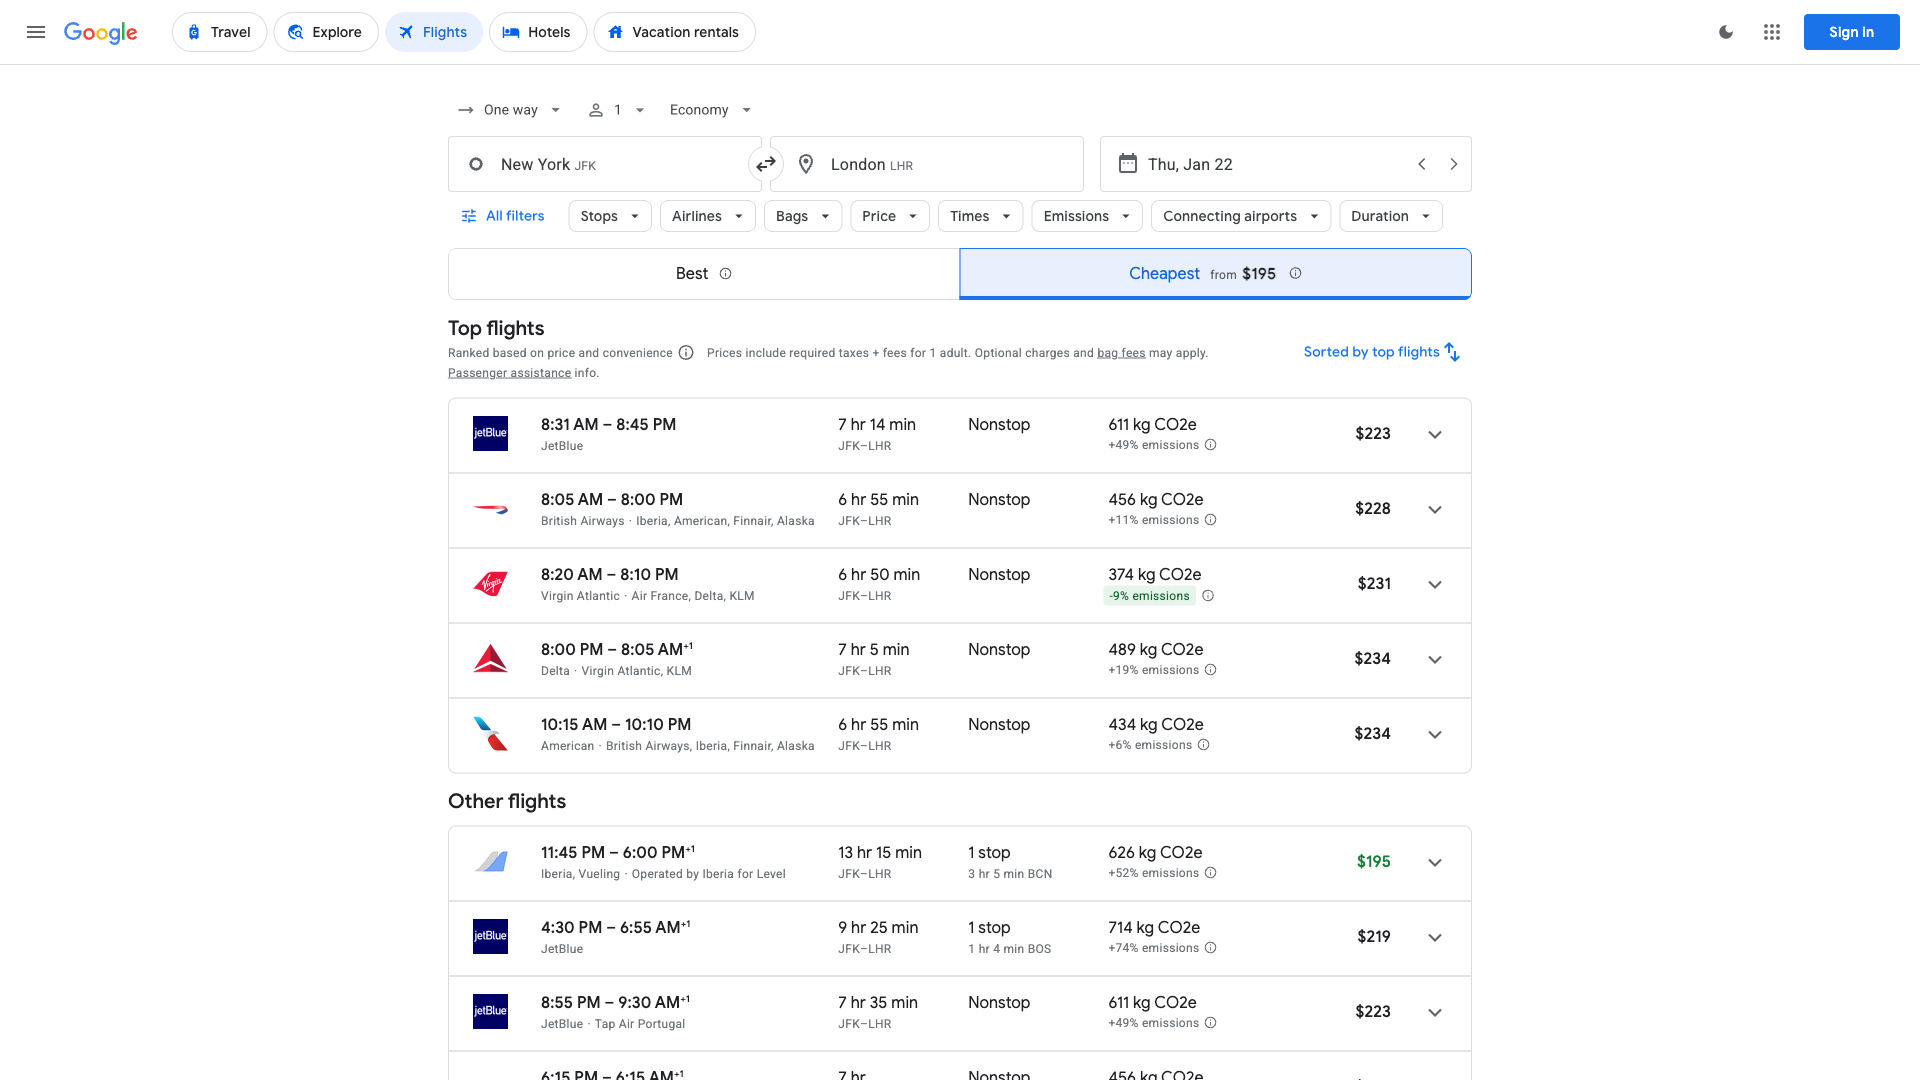 Google
Travel
Explore
Flights
Hotels
Vacation rentals
Sign in
One way
1
Economy
New York JFK
London LHR
Thu, Jan 22
All filters
Stops
Airlines
Bags
Price
Times
Emissions
Connecting airports
Duration
Best
Cheapest from $195
Top flights
Ranked based on price and convenience Prices include required taxes + fees for 1 adult. Optional charges and bag fees may apply.
Passenger assistance info.
Sorted by top flights
jetBlue
8:31 AM – 8:45 PM 7 hr 14 min Nonstop 611 kg CO2e $223
JetBlue JFK–LHR +49% emissions
8:05 AM – 8:00 PM 6 hr 55 min Nonstop 456 kg CO2e $228
British Airways · Iberia, American, Finnair, Alaska JFK–LHR +11% emissions
Virgin
8:20 AM – 8:10 PM 6 hr 50 min Nonstop 374 kg CO2e $231
Virgin Atlantic · Air France, Delta, KLM JFK–LHR -9% emissions
8:00 PM – 8:05 AM+1 7 hr 5 min Nonstop 489 kg CO2e $234
Delta · Virgin Atlantic, KLM JFK–LHR +19% emissions
10:15 AM – 10:10 PM 6 hr 55 min Nonstop 434 kg CO2e $234
American · British Airways, Iberia, Finnair, Alaska JFK–LHR +6% emissions
Other flights
11:45 PM – 6:00 PM+1 13 hr 15 min 1 stop 626 kg CO2e $195
Iberia, Vueling · Operated by Iberia for Level JFK–LHR 3 hr 5 min BCN +52% emissions
jetBlue
4:30 PM – 6:55 AM+1 9 hr 25 min 1 stop 714 kg CO2e $219
JetBlue JFK–LHR 1 hr 4 min BOS +74% emissions
jetBlue
8:55 PM – 9:30 AM+1 7 hr 35 min Nonstop 611 kg CO2e $223
JetBlue · Tap Air Portugal JFK–LHR +49% emissions
6:15 PM – 6:15 AM+1 7 hr Nonstop 456 kg CO2e